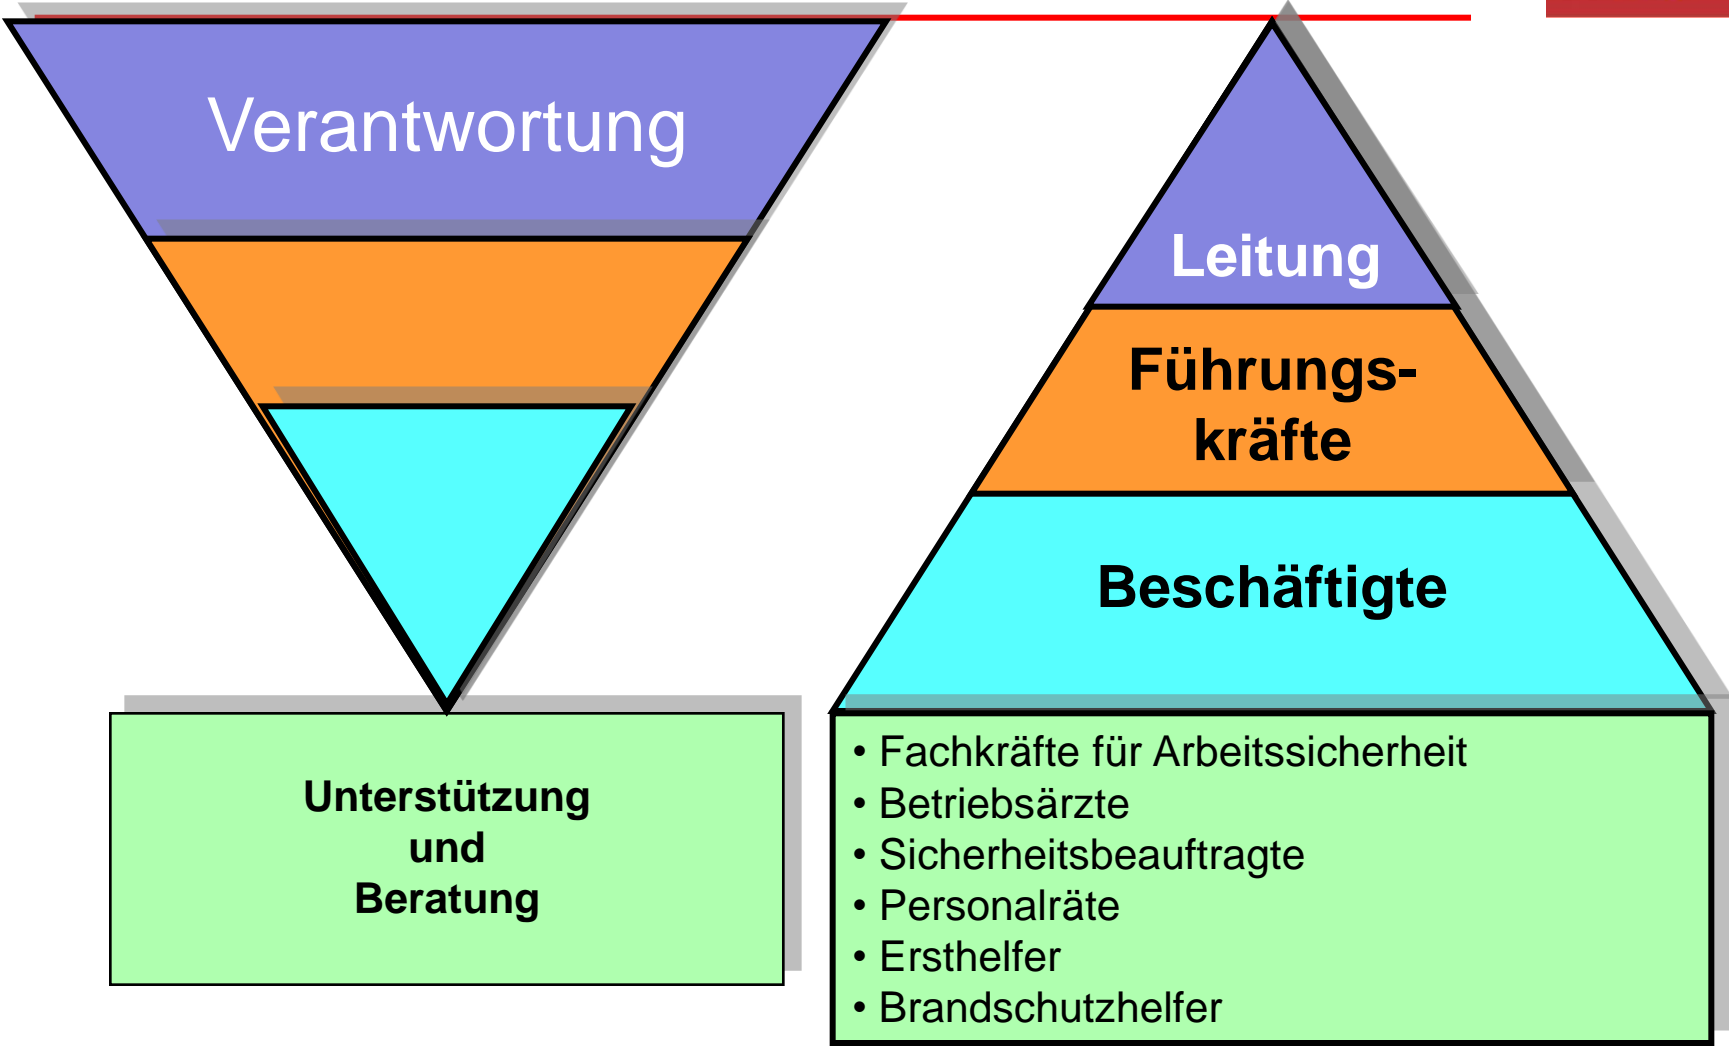 Verantwortung
Leitung
Führungs-
kräfte
Beschäftigte
Unterstützung
und
Beratung
• Fachkräfte für Arbeitssicherheit
• Betriebsärzte
• Sicherheitsbeauftragte
• Personalräte
• Ersthelfer
• Brandschutzhelfer